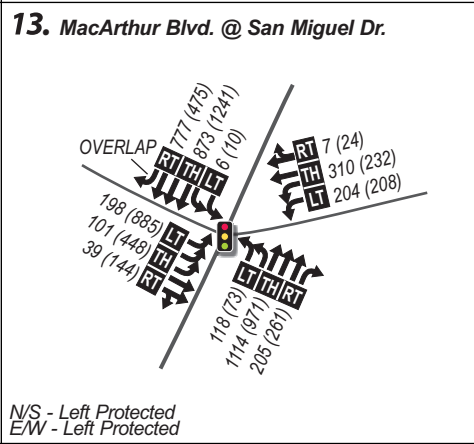 13. MacArthur Blvd. @ San Miguel Dr.
OVERLAP
RT 777 (475)
TH 873 (1241)
LT 6 (10)
RT 7 (24)
TH 310 (232)
LT 204 (208)
198 (885) LT
101 (448) TH
39 (144) RT
LT TH RT
118 (73)
1114 (971)
205 (261)
N/S - Left Protected
E/W - Left Protected